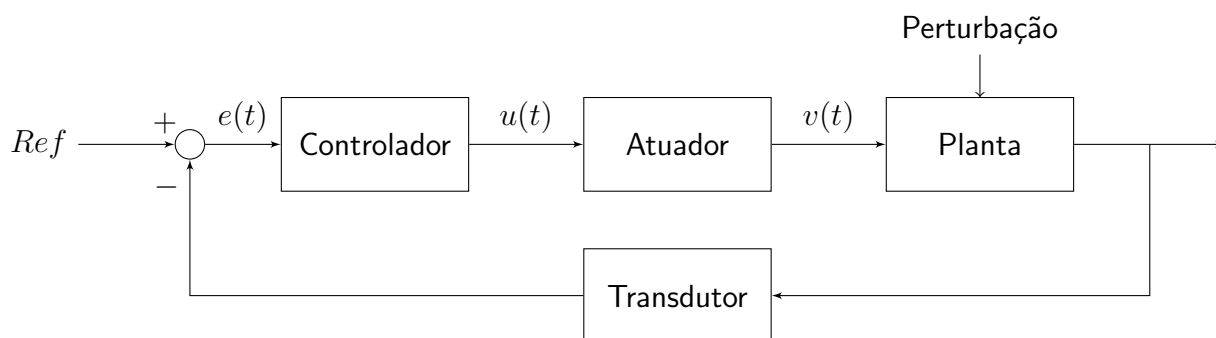 Perturbação
Ref
+
−
e(t)
Controlador
u(t)
Atuador
v(t)
Planta
Transdutor